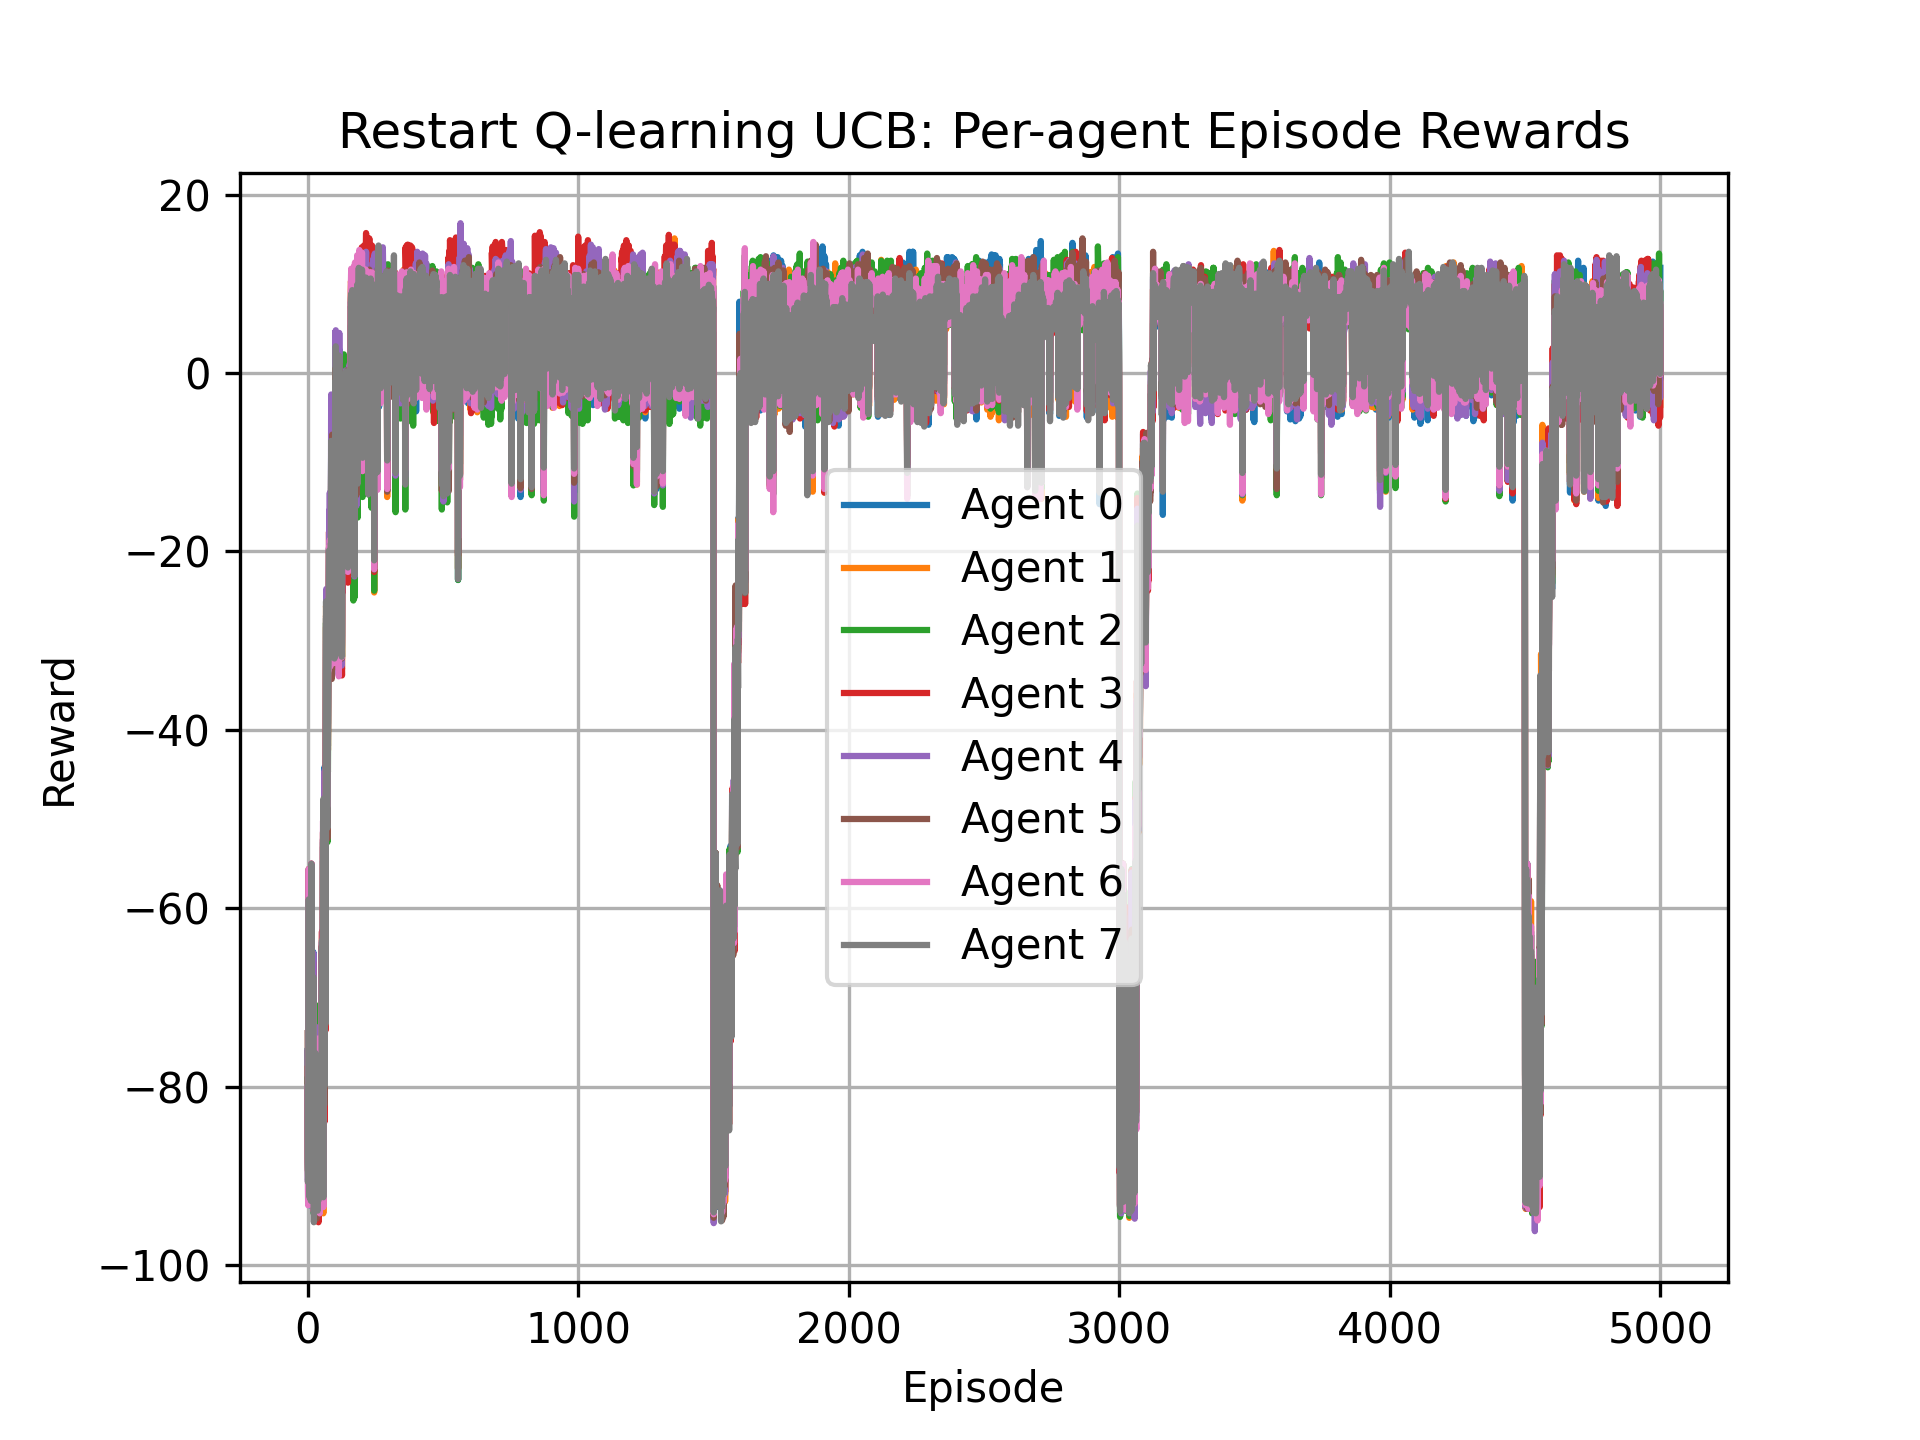 Restart Q-learning UCB: Per-agent Episode Rewards
20
0
−20
−40
−60
−80
−100
Reward
Agent 0
Agent 1
Agent 2
Agent 3
Agent 4
Agent 5
Agent 6
Agent 7
0 1000 2000 3000 4000 5000
Episode